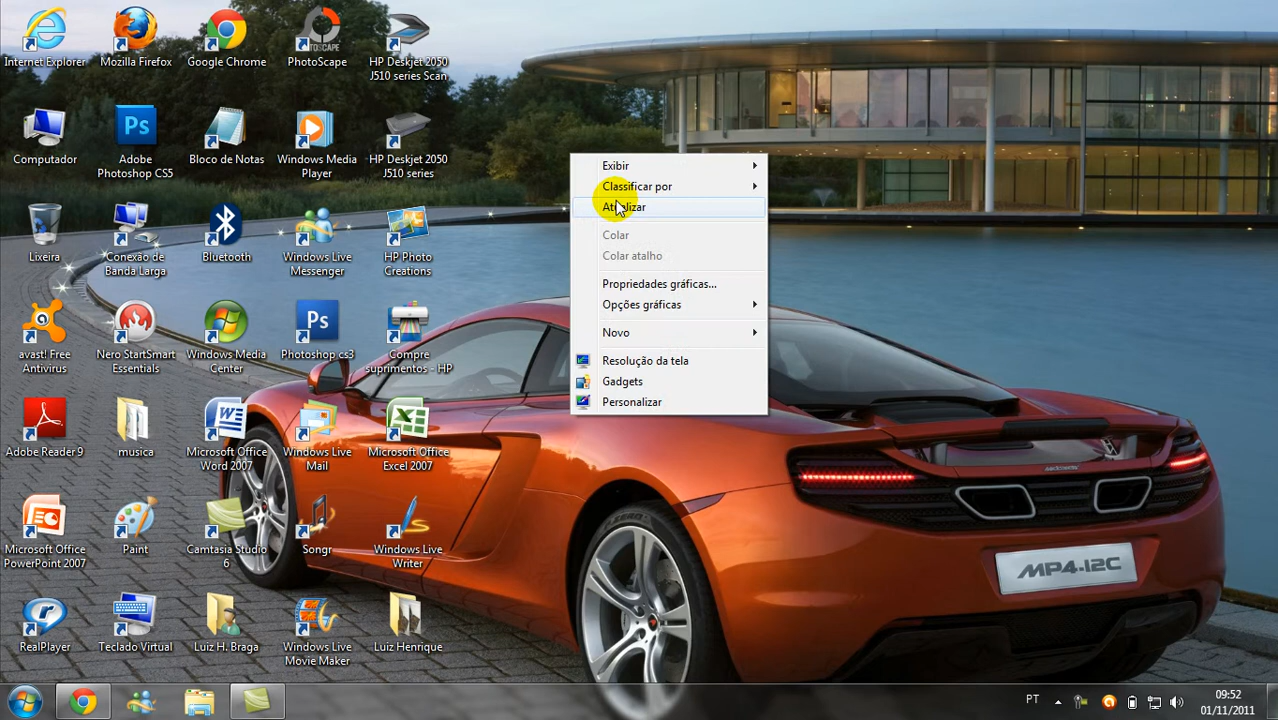 Internet Explorer
Mozilla Firefox
Google Chrome
PHOTOSCAPE
PhotoScape
HP Deskjet 2050
J510 series Scan
Computador
Ps
Adobe
Photoshop CS5
Bloco de Notas
Windows Media
Player
HP Deskjet 2050
J510 series
Lixeira
Conexão de
Banda Larga
Bluetooth
Windows Live
Messenger
HP Photo
Creations
avast! Free
Antivirus
Nero StartSmart
Essentials
Windows Media
Center
Ps
Photoshop cs3
Compre
suprimentos - HP
Adobe Reader 9
musica
Microsoft Office
Word 2007
Windows Live
Mail
Microsoft Office
Excel 2007
Microsoft Office
PowerPoint 2007
Paint
Camtasia Studio
6
Songr
Windows Live
Writer
RealPlayer
Teclado Virtual
Luiz H. Braga
Windows Live
Movie Maker
Luiz Henrique
Exibir
Classificar por
Atualizar
Colar
Colar atalho
Propriedades gráficas...
Opções gráficas
Novo
Resolução da tela
Gadgets
Personalizar
MP4-12C
PT
09:52
01/11/2011